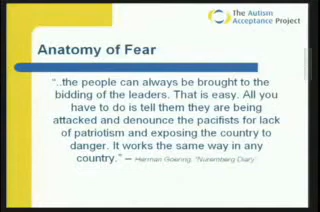 The Autism
Acceptance Project
Anatomy of Fear
“..the people can always be brought to the
bidding of the leaders. That is easy. All you
have to do is tell them they are being
attacked and denounce the pacifists for lack
of patriotism and exposing the country to
danger. It works the same way in any
country.” – Herman Goering, “Nuremberg Diary”